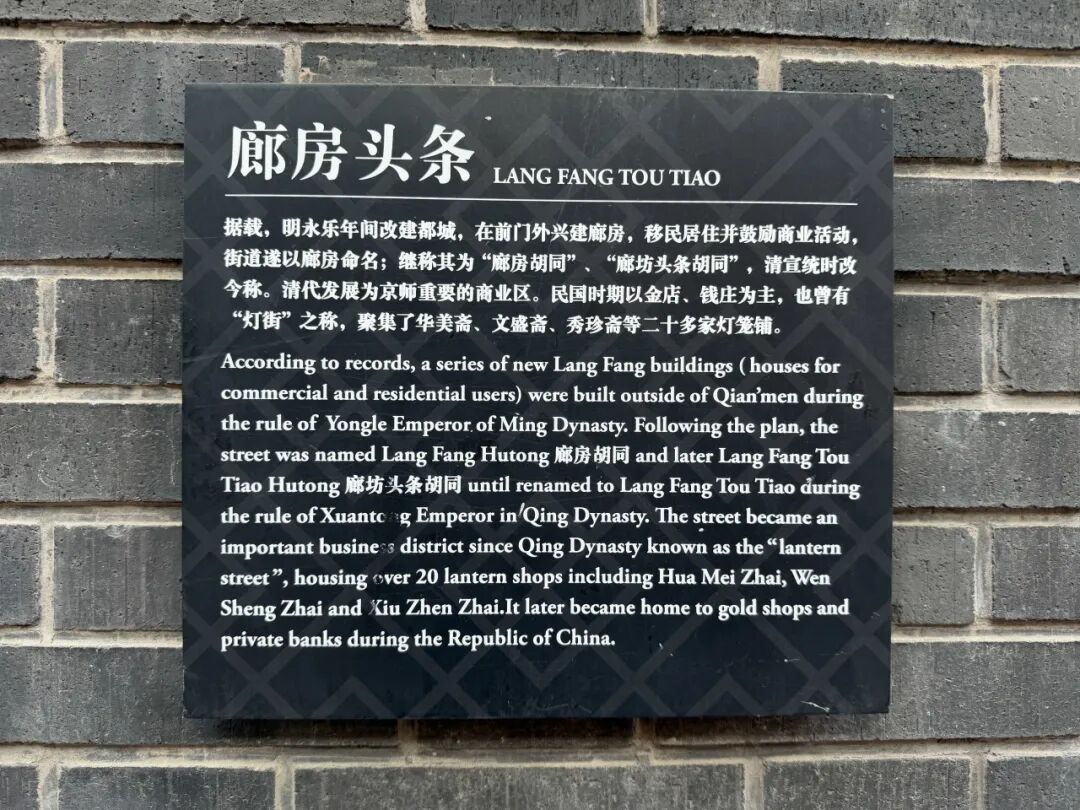 廊房头条 LANG FANG TOU TIAO
据载，明永乐年间改建都城，在前门外兴建廊房，移民居住并鼓励商业活动，
街道遂以廊房命名；继称其为“廊房胡同”、“廊坊头条胡同”，清宣统时改
今称。清代发展为京师重要的商业区。民国时期以金店、钱庄为主，也曾有
“灯街”之称，聚集了华美斋、文盛斋、秀珍斋等二十多家灯笼铺。
According to records, a series of new Lang Fang buildings ( houses for
commercial and residential users) were built outside of Qian’men during
the rule of Yongle Emperor of Ming Dynasty. Following the plan, the
street was named Lang Fang Hutong 廊房胡同 and later Lang Fang Tou
Tiao Hutong 廊坊头条胡同 until renamed to Lang Fang Tou Tiao during
the rule of Xuantong Emperor in Qing Dynasty. The street became an
important business district since Qing Dynasty known as the “lantern
street”, housing over 20 lantern shops including Hua Mei Zhai, Wen
Sheng Zhai and Xiu Zhen Zhai.It later became home to gold shops and
private banks during the Republic of China.